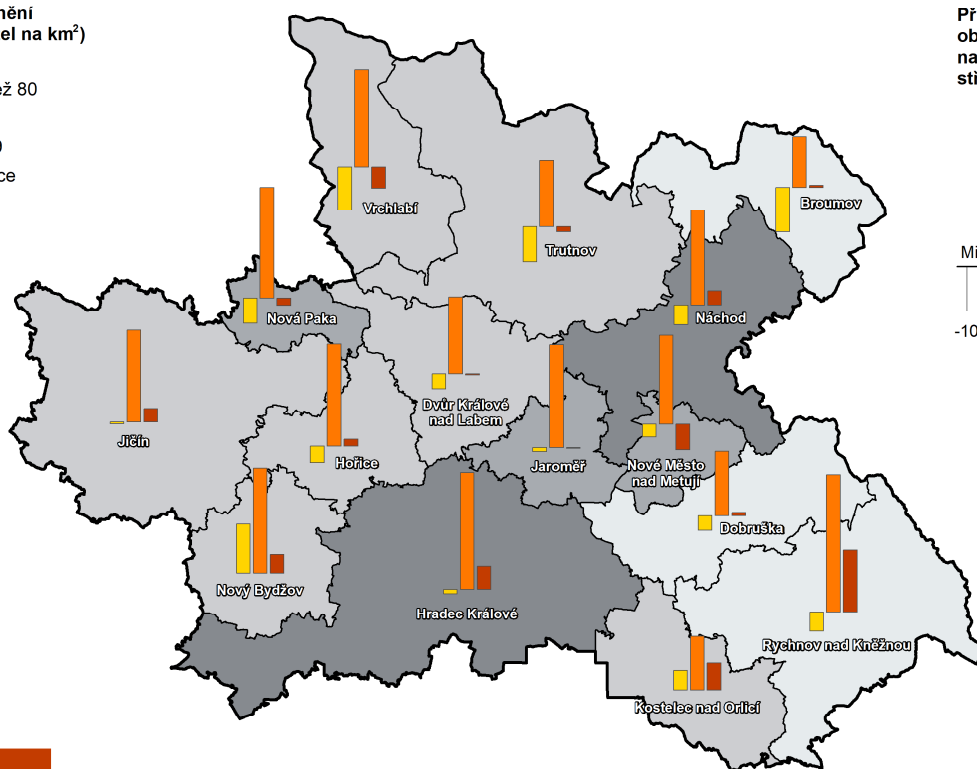 nění
tel na km²)
ež 80
ce
Př
ob
na
stř
Mi
-10
Vrchlabí
Trutnov
Broumov
Nová Paka
Náchod
Jičín
Dvůr Králové
nad Labem
Hořice
Jaroměř
Nové Město
nad Metují
Dobruška
Nový Bydžov
Hradec Králové
Rychnov nad Kněžnou
Kostelec nad Orlicí